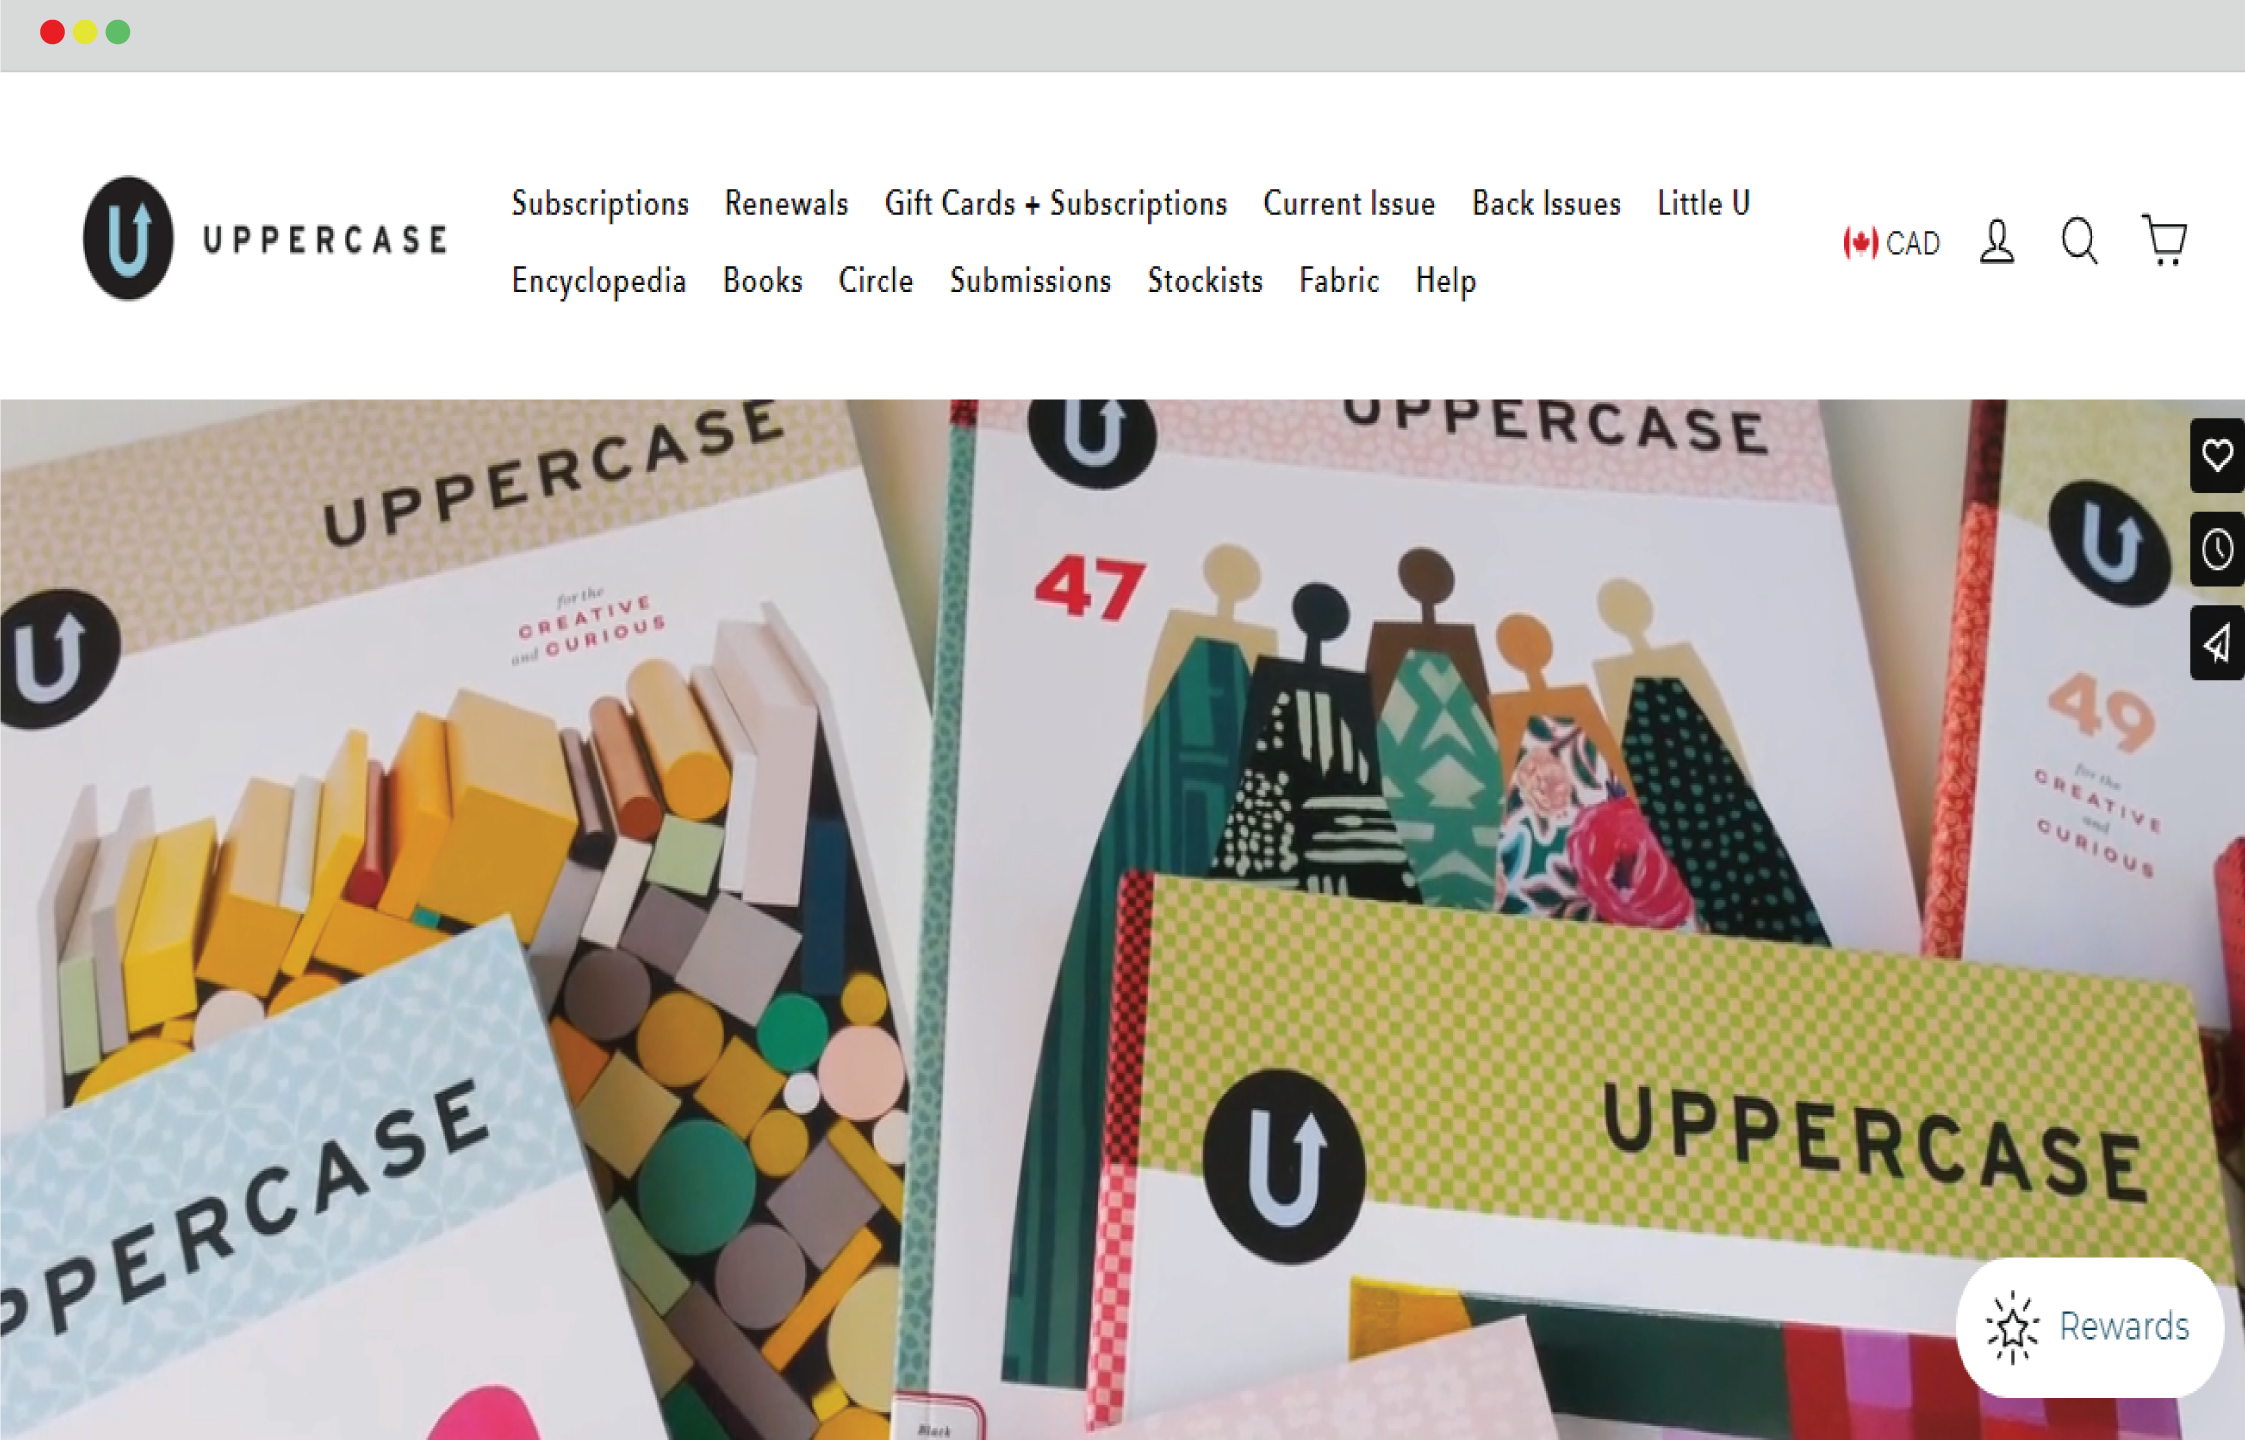 UPPERCASE
Subscriptions Renewals Gift Cards + Subscriptions Current Issue Back Issues Little U
Encyclopedia Books Circle Submissions Stockists Fabric Help
CAD
UPPERCASE
for the
CREATIVE
and CURIOUS
UPPERCASE
47
49
for the
CREATIVE
and
CURIOUS
PPERCASE
UPPERCASE
Black
Rewards